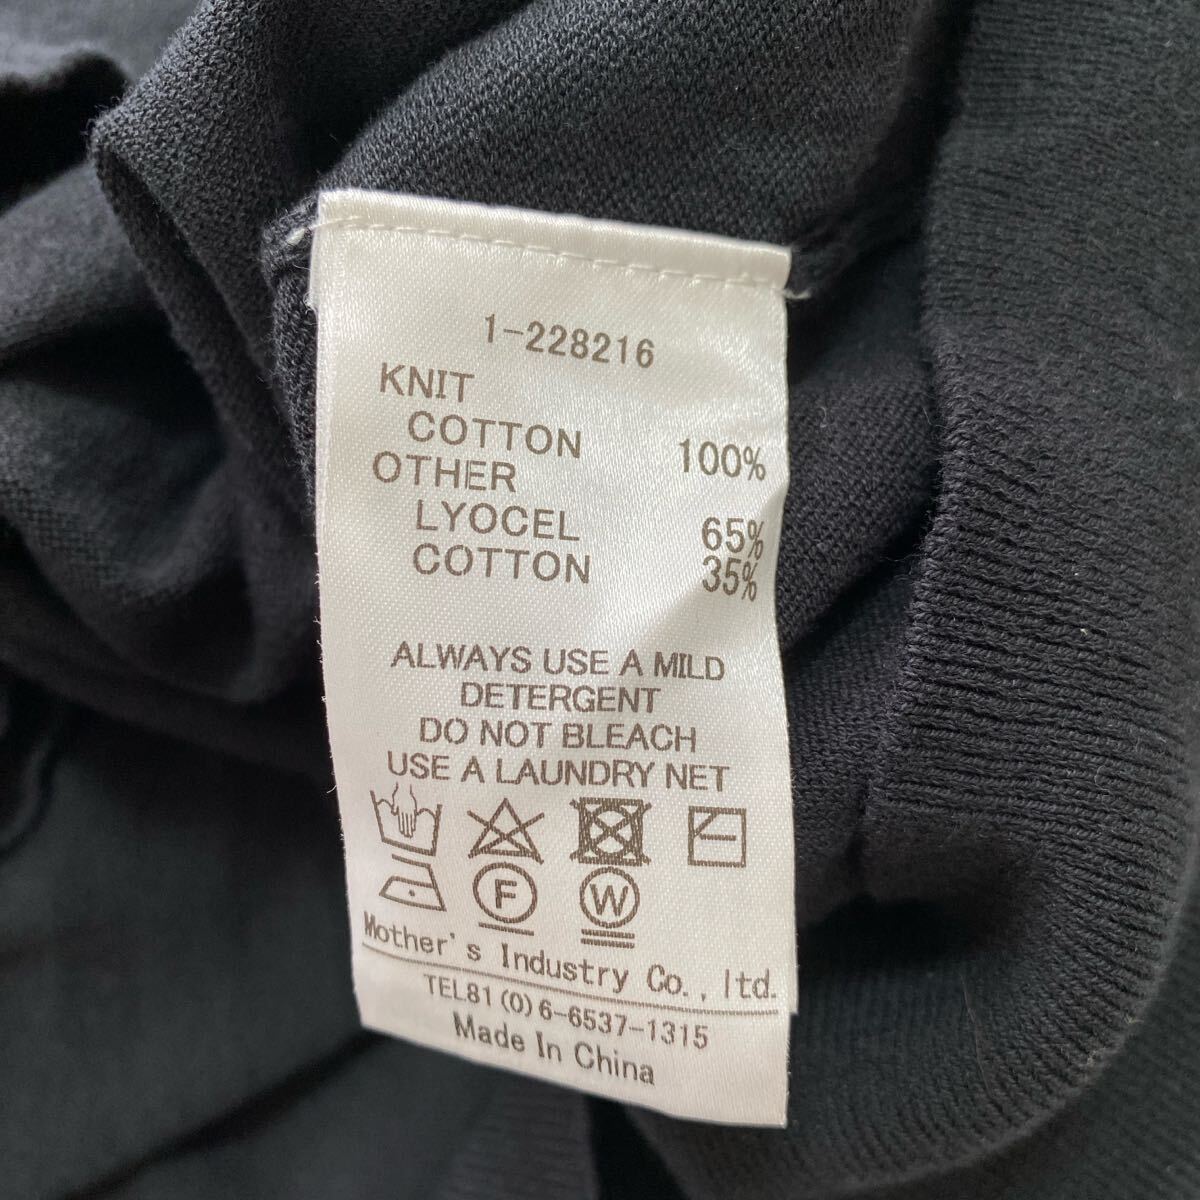 1-228216
KNIT
COTTON 100%
OTHER
LYOCEL 65%
COTTON 35%
ALWAYS USE A MILD
DETERGENT
DO NOT BLEACH
USE A LAUNDRY NET
F W
Mother's Industry Co., ltd.
TEL81(0)6-6537-1315
Made In China